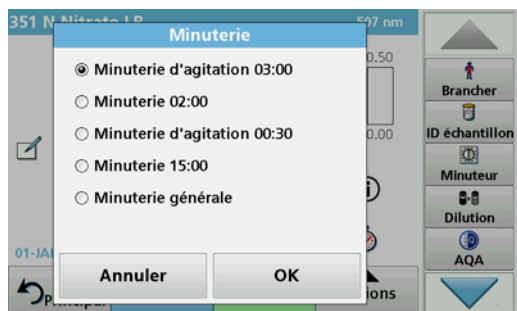 351 N Nitrate LR
507 nm
Minuterie
0.50
Minuterie d'agitation 03:00
Minuterie 02:00
Minuterie d'agitation 00:30
0.00
Minuterie 15:00
Minuterie générale
01-JA
Annuler
OK
Principal
ions
Brancher
ID échantillon
Minuteur
Dilution
AQA